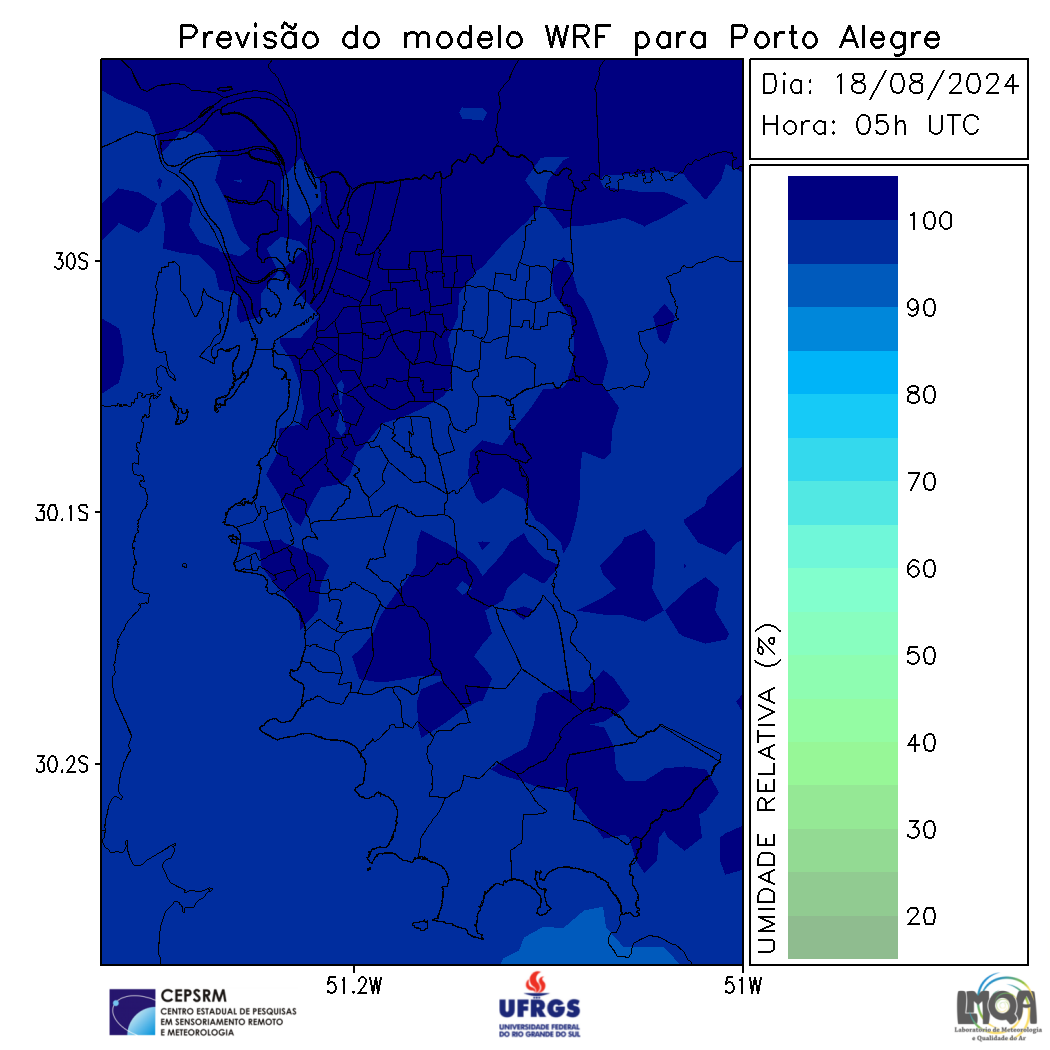 Previsão do modelo WRF para Porto Alegre
Dia: 18/08/2024
Hora: 05h UTC
100
90
80
70
60
50
40
30
20
UMIDADE RELATIVA (%)
30S
30.1S
30.2S
51.2W
51W
CEPSRM
CENTRO ESTADUAL DE PESQUISAS
EM SENSORIAMENTO REMOTO
E METEOROLOGIA
UFRGS
UNIVERSIDADE FEDERAL
DO RIO GRANDE DO SUL
LMQA
Laboratório de Meteorologia
e Qualidade do Ar